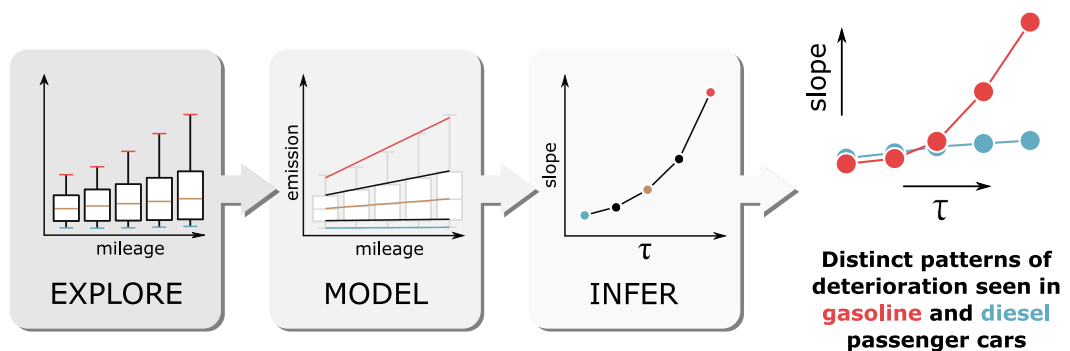 mileage
EXPLORE
emission
mileage
MODEL
slope
τ
INFER
slope
τ
Distinct patterns of
deterioration seen in
gasoline and diesel
passenger cars